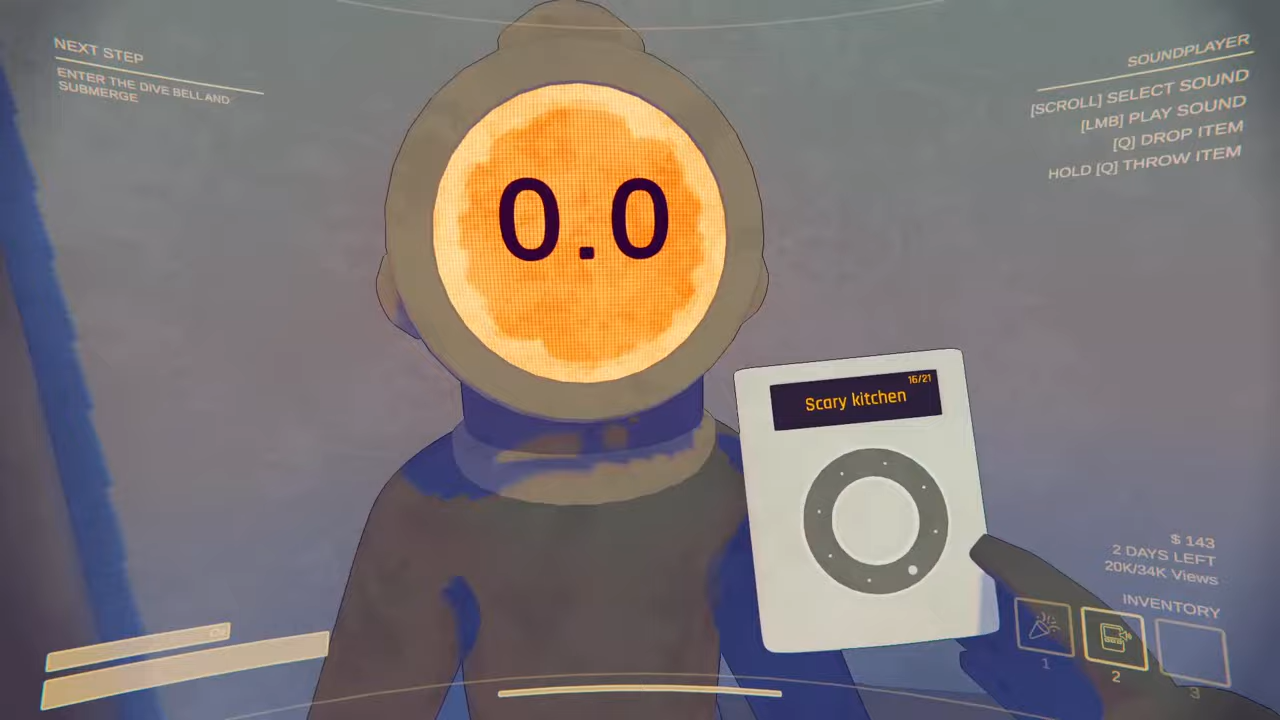 NEXT STEP
ENTER THE DIVE BELL AND
SUBMERGE
SOUNDPLAYER
[SCROLL] SELECT SOUND
[LMB] PLAY SOUND
[Q] DROP ITEM
HOLD [Q] THROW ITEM
0.0
16/21
Scary kitchen
$ 143
2 DAYS LEFT
20K/34K Views
INVENTORY
1
2
3